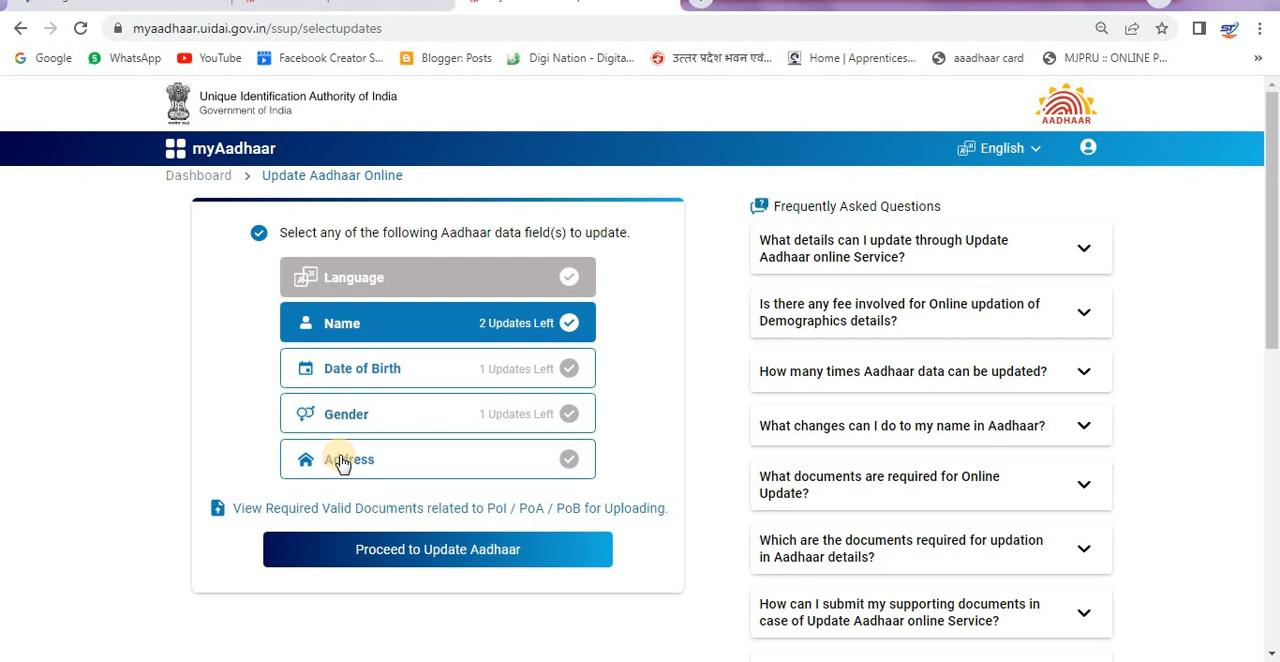 myaadhaar.uidai.gov.in/ssup/selectupdates
Google
WhatsApp
YouTube
Facebook Creator S...
Blogger: Posts
Digi Nation - Digita...
उत्तर प्रदेश भवन एवं...
Home | Apprentices...
aaadhaar card
MJPRU :: ONLINE P...
»
Unique Identification Authority of India
Government of India
AADHAAR
myAadhaar
English
Dashboard > Update Aadhaar Online
Select any of the following Aadhaar data field(s) to update.
Language
Name 2 Updates Left
Date of Birth 1 Updates Left
Gender 1 Updates Left
Address
View Required Valid Documents related to PoI / PoA / PoB for Uploading.
Proceed to Update Aadhaar
Frequently Asked Questions
What details can I update through Update
Aadhaar online Service?
Is there any fee involved for Online updation of
Demographics details?
How many times Aadhaar data can be updated?
What changes can I do to my name in Aadhaar?
What documents are required for Online
Update?
Which are the documents required for updation
in Aadhaar details?
How can I submit my supporting documents in
case of Update Aadhaar online Service?